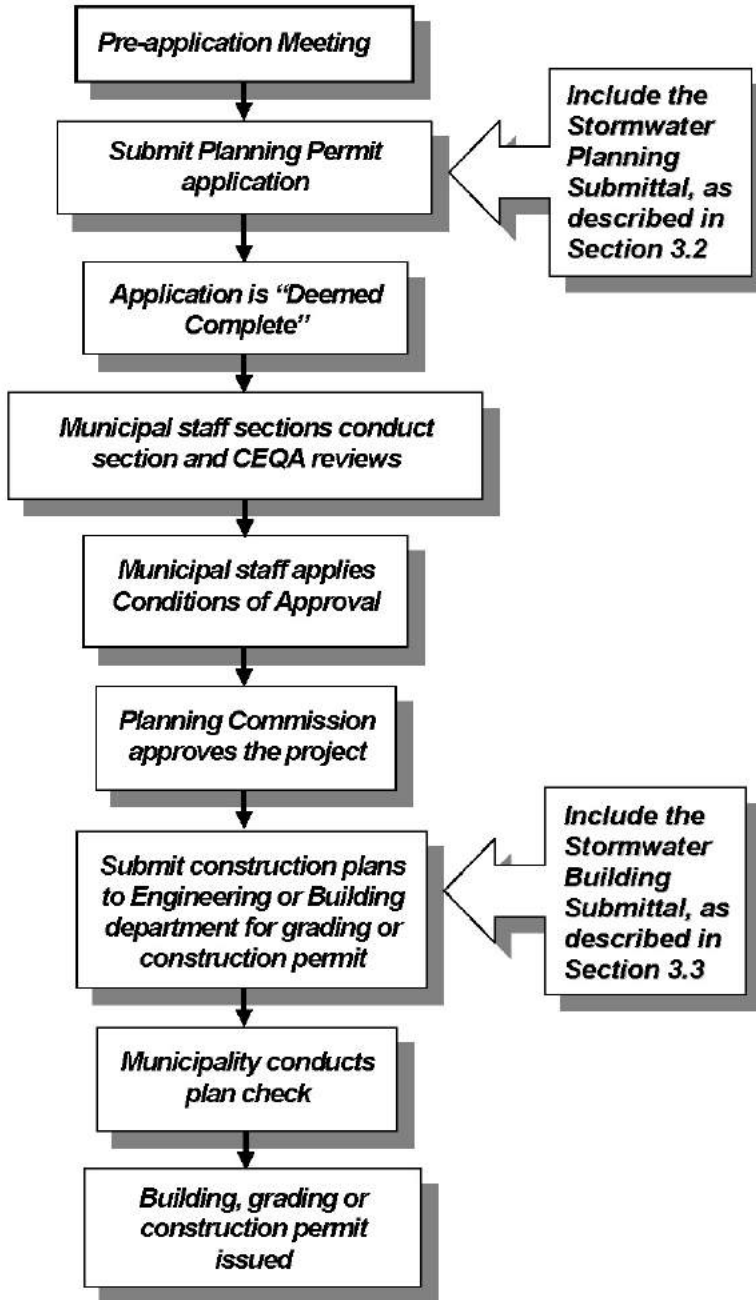 Pre-application Meeting
Submit Planning Permit
application
Include the
Stormwater
Planning
Submittal, as
described in
Section 3.2
Application is “Deemed
Complete”
Municipal staff sections conduct
section and CEQA reviews
Municipal staff applies
Conditions of Approval
Planning Commission
approves the project
Submit construction plans
to Engineering or Building
department for grading or
construction permit
Include the
Stormwater
Building
Submittal, as
described in
Section 3.3
Municipality conducts
plan check
Building, grading or
construction permit
issued